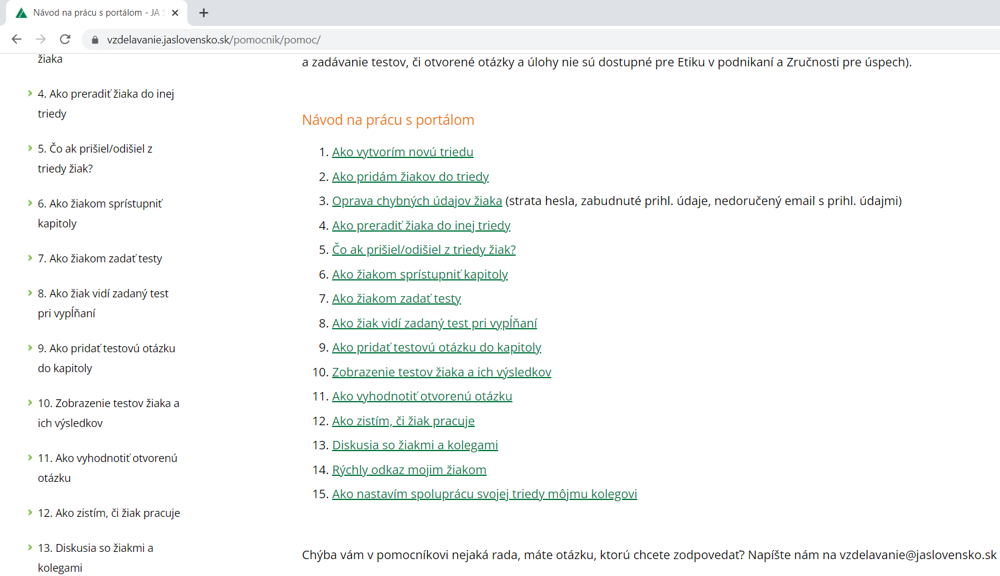 Návod na prácu s portálom - JA
vzdelavanie.jaslovensko.sk/pomocnik/pomoc/
žiaka
4. Ako preradiť žiaka do inej
triedy
5. Čo ak prišiel/odišiel z
triedy žiak?
6. Ako žiakom sprístupniť
kapitoly
7. Ako žiakom zadať testy
8. Ako žiak vidí zadaný test
pri vypĺňaní
9. Ako pridať testovú otázku
do kapitoly
10. Zobrazenie testov žiaka a
ich výsledkov
11. Ako vyhodnotiť otvorenú
otázku
12. Ako zistím, či žiak pracuje
13. Diskusia so žiakmi a
kolegami
a zadávanie testov, či otvorené otázky a úlohy nie sú dostupné pre Etiku v podnikaní a Zručnosti pre úspech).
Návod na prácu s portálom
1. Ako vytvorím novú triedu
2. Ako pridám žiakov do triedy
3. Oprava chybných údajov žiaka (strata hesla, zabudnuté prihl. údaje, nedoručený email s prihl. údajmi)
4. Ako preradiť žiaka do inej triedy
5. Čo ak prišiel/odišiel z triedy žiak?
6. Ako žiakom sprístupniť kapitoly
7. Ako žiakom zadať testy
8. Ako žiak vidí zadaný test pri vypĺňaní
9. Ako pridať testovú otázku do kapitoly
10. Zobrazenie testov žiaka a ich výsledkov
11. Ako vyhodnotiť otvorenú otázku
12. Ako zistím, či žiak pracuje
13. Diskusia so žiakmi a kolegami
14. Rýchly odkaz mojim žiakom
15. Ako nastavím spoluprácu svojej triedy môjmu kolegovi
Chýba vám v pomocníkovi nejaká rada, máte otázku, ktorú chcete zodpovedať? Napíšte nám na vzdelavanie@jaslovensko.sk